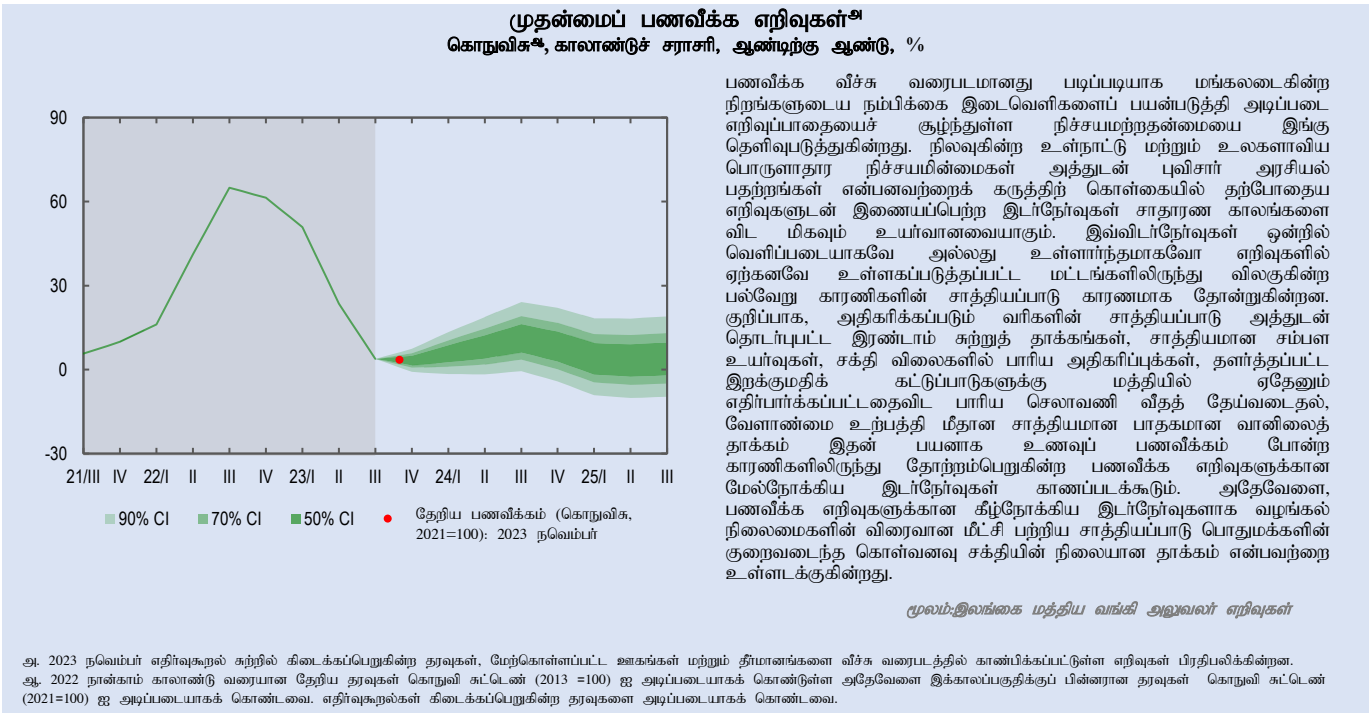 முதன்மைப் பணவீக்க எறிவுகள்அ
கொநுவிசுஆ, காலாண்டுச் சராசரி, ஆண்டிற்கு ஆண்டு, %
90
60
30
0
-30
21/III IV 22/I II III IV 23/I II III IV 24/I II III IV 25/I II III
90% CI 70% CI 50% CI
தேறிய பணவீக்கம் (கொநுவிசு,
2021=100): 2023 நவெம்பர்
பணவீக்க வீச்சு வரைபடமானது படிப்படியாக மங்கலடைகின்ற
நிறங்களுடைய நம்பிக்கை இடைவெளிகளைப் பயன்படுத்தி அடிப்படை
எறிவுப்பாதையைச் சூழ்ந்துள்ள நிச்சயமற்றதன்மையை இங்கு
தெளிவுபடுத்துகின்றது. நிலவுகின்ற உள்நாட்டு மற்றும் உலகளாவிய
பொருளாதார நிச்சயமின்மைகள் அத்துடன் புவிசார் அரசியல்
பதற்றங்கள் என்பனவற்றைக் கருத்திற் கொள்கையில் தற்போதைய
எறிவுகளுடன் இணையப்பெற்ற இடர்நேர்வுகள் சாதாரண காலங்களை
விட மிகவும் உயர்வானவையாகும். இவ்விடர்நேர்வுகள் ஒன்றில்
வெளிப்படையாகவே அல்லது உள்ளார்ந்தமாகவோ எறிவுகளில்
ஏற்கனவே உள்ளகப்படுத்தப்பட்ட மட்டங்களிலிருந்து விலகுகின்ற
பல்வேறு காரணிகளின் சாத்தியப்பாடு காரணமாக தோன்றுகின்றன.
குறிப்பாக, அதிகரிக்கப்படும் வரிகளின் சாத்தியப்பாடு அத்துடன்
தொடர்புபட்ட இரண்டாம் சுற்றுத் தாக்கங்கள், சாத்தியமான சம்பள
உயர்வுகள், சக்தி விலைகளில் பாரிய அதிகரிப்புக்கள், தளர்த்தப்பட்ட
இறக்குமதிக் கட்டுப்பாடுகளுக்கு மத்தியில் ஏதேனும்
எதிர்பார்க்கப்பட்டதைவிட பாரிய செலாவணி வீதத் தேய்வடைதல்,
வேளாண்மை உற்பத்தி மீதான சாத்தியமான பாதகமான வானிலைத்
தாக்கம் இதன் பயனாக உணவுப் பணவீக்கம் போன்ற
காரணிகளிலிருந்து தோற்றம்பெறுகின்ற பணவீக்க எறிவுகளுக்கான
மேல்நோக்கிய இடர்நேர்வுகள் காணப்படக்கூடும். அதேவேளை,
பணவீக்க எறிவுகளுக்கான கீழ்நோக்கிய இடர்நேர்வுகளாக வழங்கல்
நிலைமைகளின் விரைவான மீட்சி பற்றிய சாத்தியப்பாடு பொதுமக்களின்
குறைவடைந்த கொள்வனவு சக்தியின் நிலையான தாக்கம் என்பவற்றை
உள்ளடக்குகின்றது.
மூலம்:இலங்கை மத்திய வங்கி அலுவலர் எறிவுகள்
அ. 2023 நவெம்பர் எதிர்வுகூறல் சுற்றில் கிடைக்கப்பெறுகின்ற தரவுகள், மேற்கொள்ளப்பட்ட ஊகங்கள் மற்றும் தீர்மானங்களை வீச்சு வரைபடத்தில் காண்பிக்கப்பட்டுள்ள எறிவுகள் பிரதிபலிக்கின்றன.
ஆ. 2022 நான்காம் காலாண்டு வரையான தேறிய தரவுகள் கொநுவி சுட்டெண் (2013 =100) ஐ அடிப்படையாகக் கொண்டுள்ள அதேவேளை இக்காலப்பகுதிக்குப் பின்னரான தரவுகள் கொநுவி சுட்டெண்
(2021=100) ஐ அடிப்படையாகக் கொண்டவை. எதிர்வுகூறல்கள் கிடைக்கப்பெறுகின்ற தரவுகளை அடிப்படையாகக் கொண்டவை.